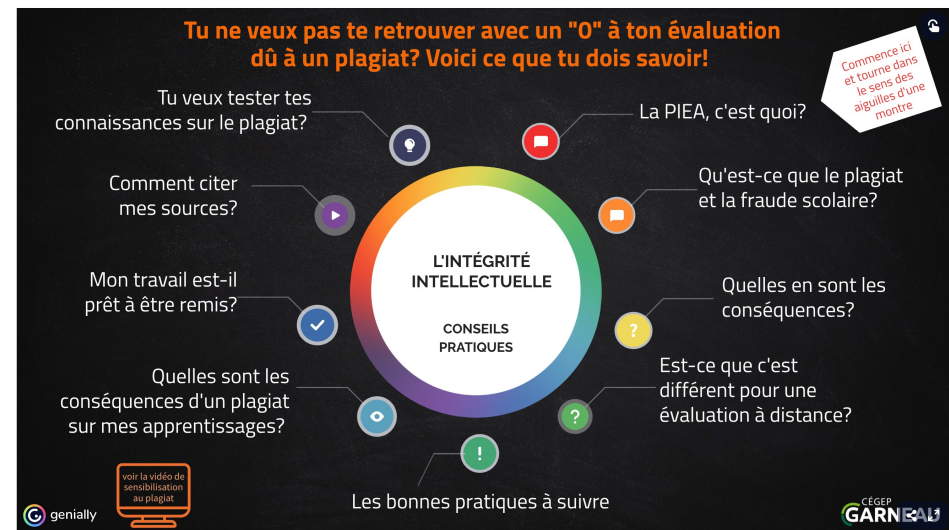 Tu ne veux pas te retrouver avec un "0" à ton évaluation
dû à un plagiat? Voici ce que tu dois savoir!
Commence ici
et tourne dans
le sens des
aiguilles d'une
montre
La PIEA, c'est quoi?
Qu'est-ce que le plagiat
et la fraude scolaire?
Quelles en sont les
conséquences?
Est-ce que c'est
différent pour une
évaluation à distance?
Les bonnes pratiques à suivre
Quelles sont les
conséquences d'un plagiat
sur mes apprentissages?
Mon travail est-il
prêt à être remis?
Comment citer
mes sources?
Tu veux tester tes
connaissances sur le plagiat?
L'INTÉGRITÉ
INTELLECTUELLE
CONSEILS
PRATIQUES
voir la vidéo de
sensibilisation
au plagiat
genially
CÉGEP
GARNEAU